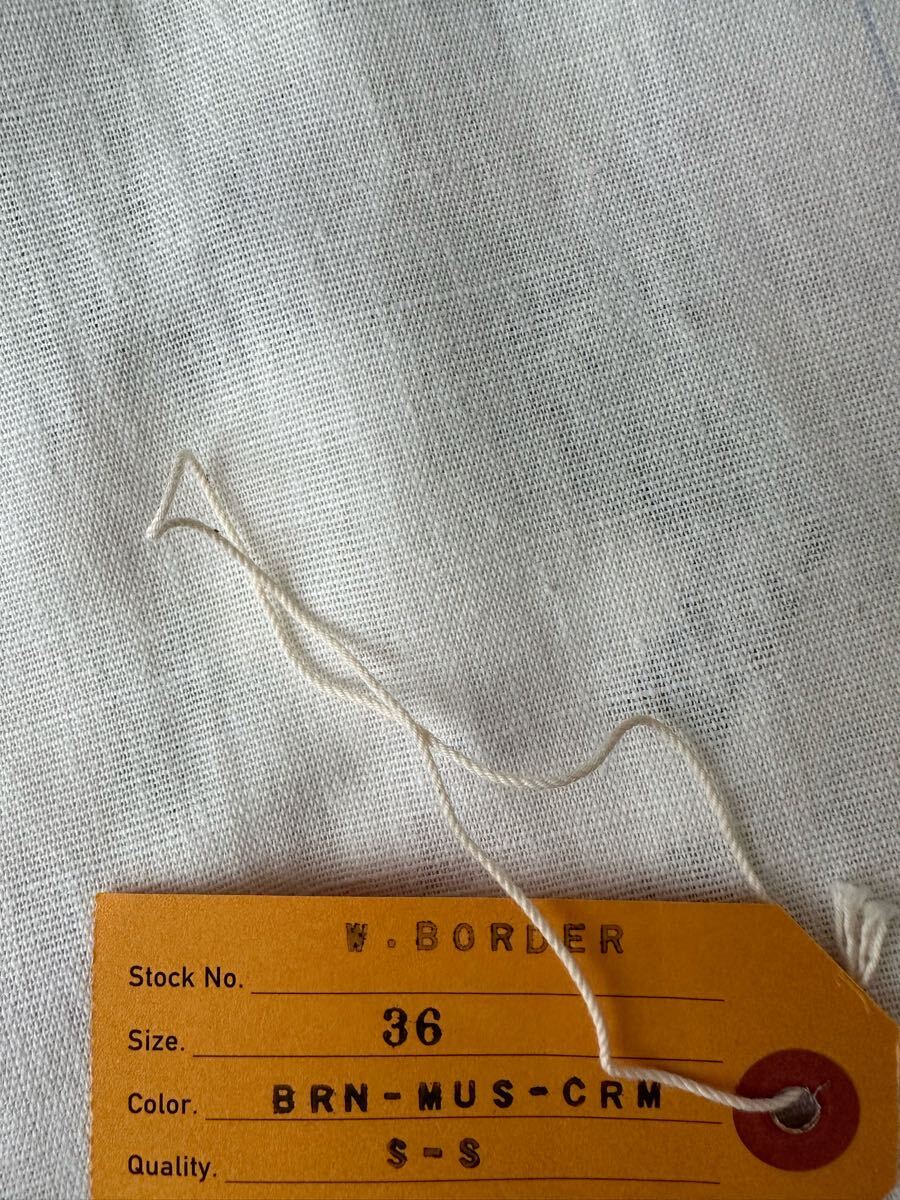 W.BORDER
Stock No.
36
Size.
BRN-MUS-CRM
Color.
S-S
Quality.